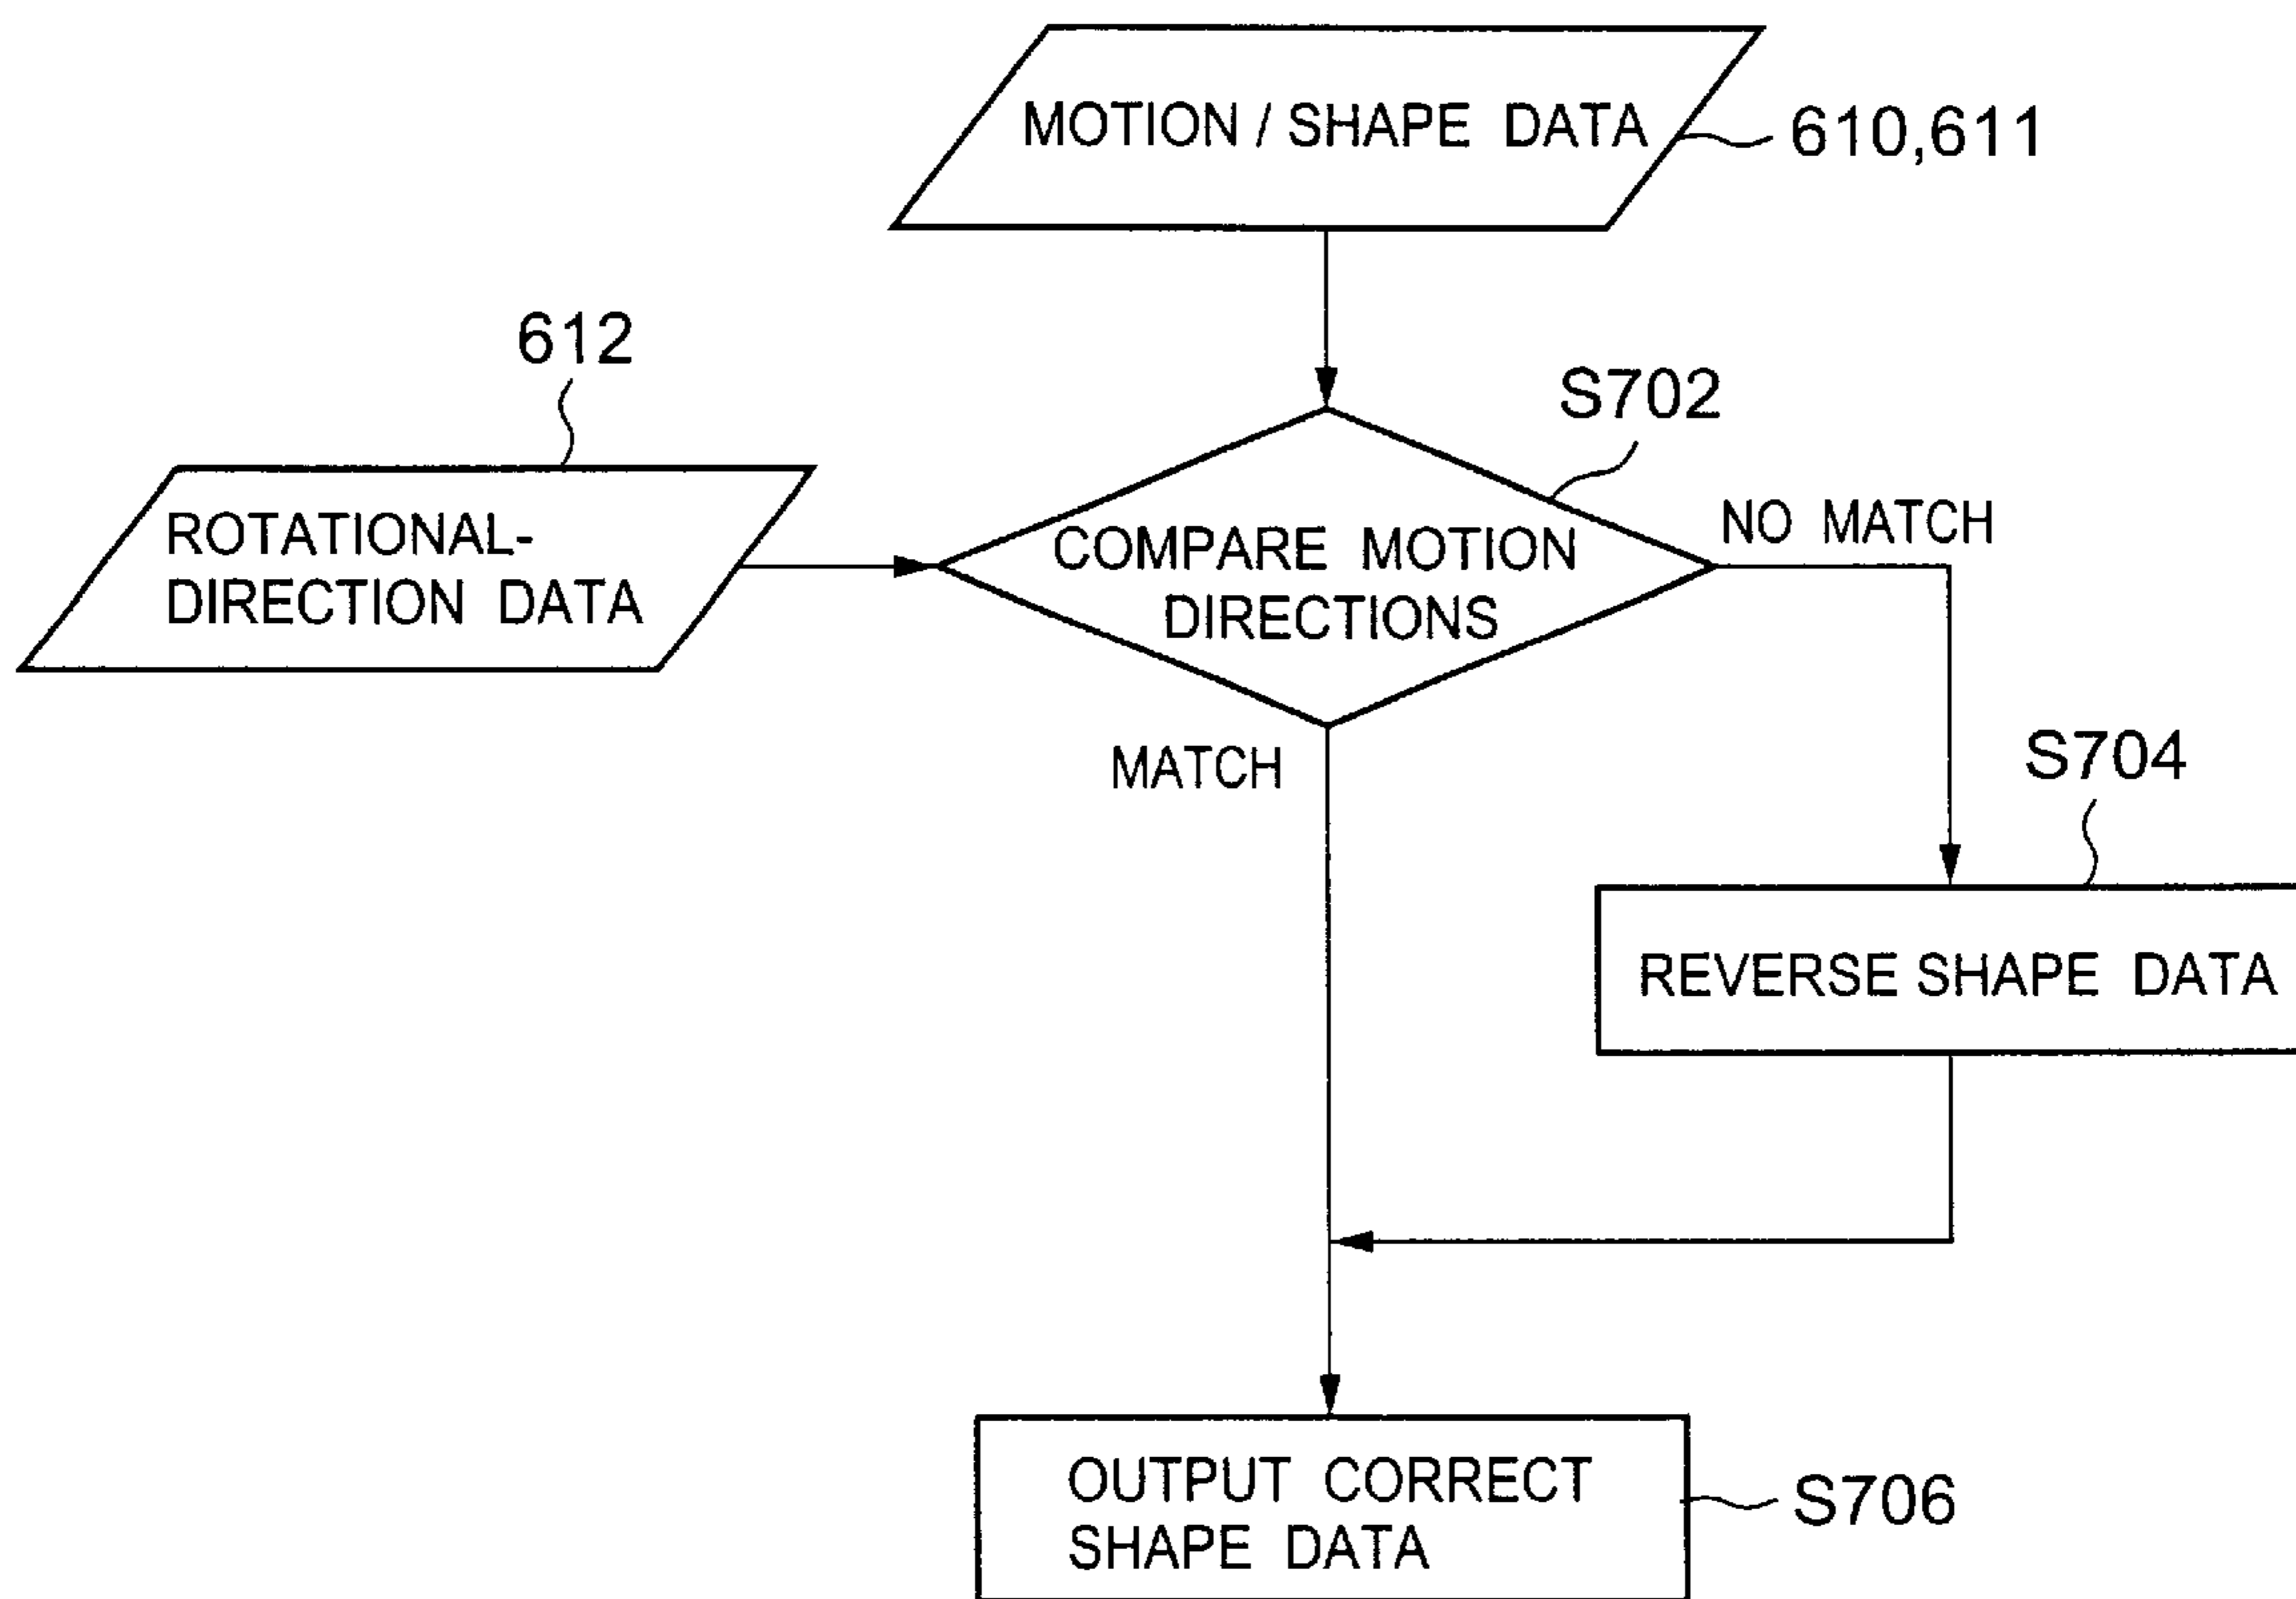 MOTION / SHAPE DATA
610,611
612
S702
ROTATIONAL-
DIRECTION DATA
COMPARE MOTION
DIRECTIONS
NO MATCH
MATCH
S704
REVERSE SHAPE DATA
OUTPUT CORRECT
SHAPE DATA
S706